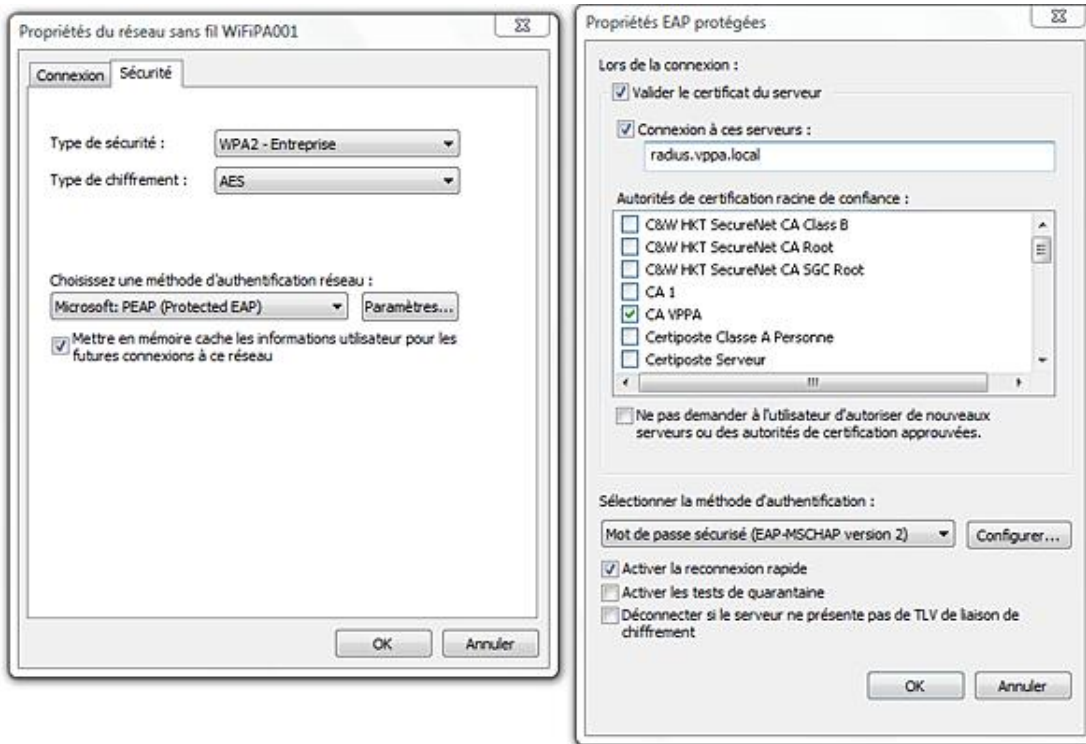 Propriétés du réseau sans fil WiFiPA001
Connexion
Sécurité
Type de sécurité :
WPA2 - Entreprise
Type de chiffrement :
AES
Choisissez une méthode d'authentification réseau :
Microsoft: PEAP (Protected EAP)
Paramètres...
Mettre en mémoire cache les informations utilisateur pour les
futures connexions à ce réseau
OK
Annuler
Propriétés EAP protégées
Lors de la connexion :
Valider le certificat du serveur
Connexion à ces serveurs :
radius.vppa.local
Autorités de certification racine de confiance :
C&W HKT SecureNet CA Class B
C&W HKT SecureNet CA Root
C&W HKT SecureNet CA SGC Root
CA 1
CA VPPA
Certiposte Classe A Personne
Certiposte Serveur
Ne pas demander à l'utilisateur d'autoriser de nouveaux
serveurs ou des autorités de certification approuvées.
Sélectionner la méthode d'authentification :
Mot de passe sécurisé (EAP-MSCHAP version 2)
Configurer...
Activer la reconnexion rapide
Activer les tests de quarantaine
Déconnecter si le serveur ne présente pas de TLV de liaison de
chiffrement
OK
Annuler